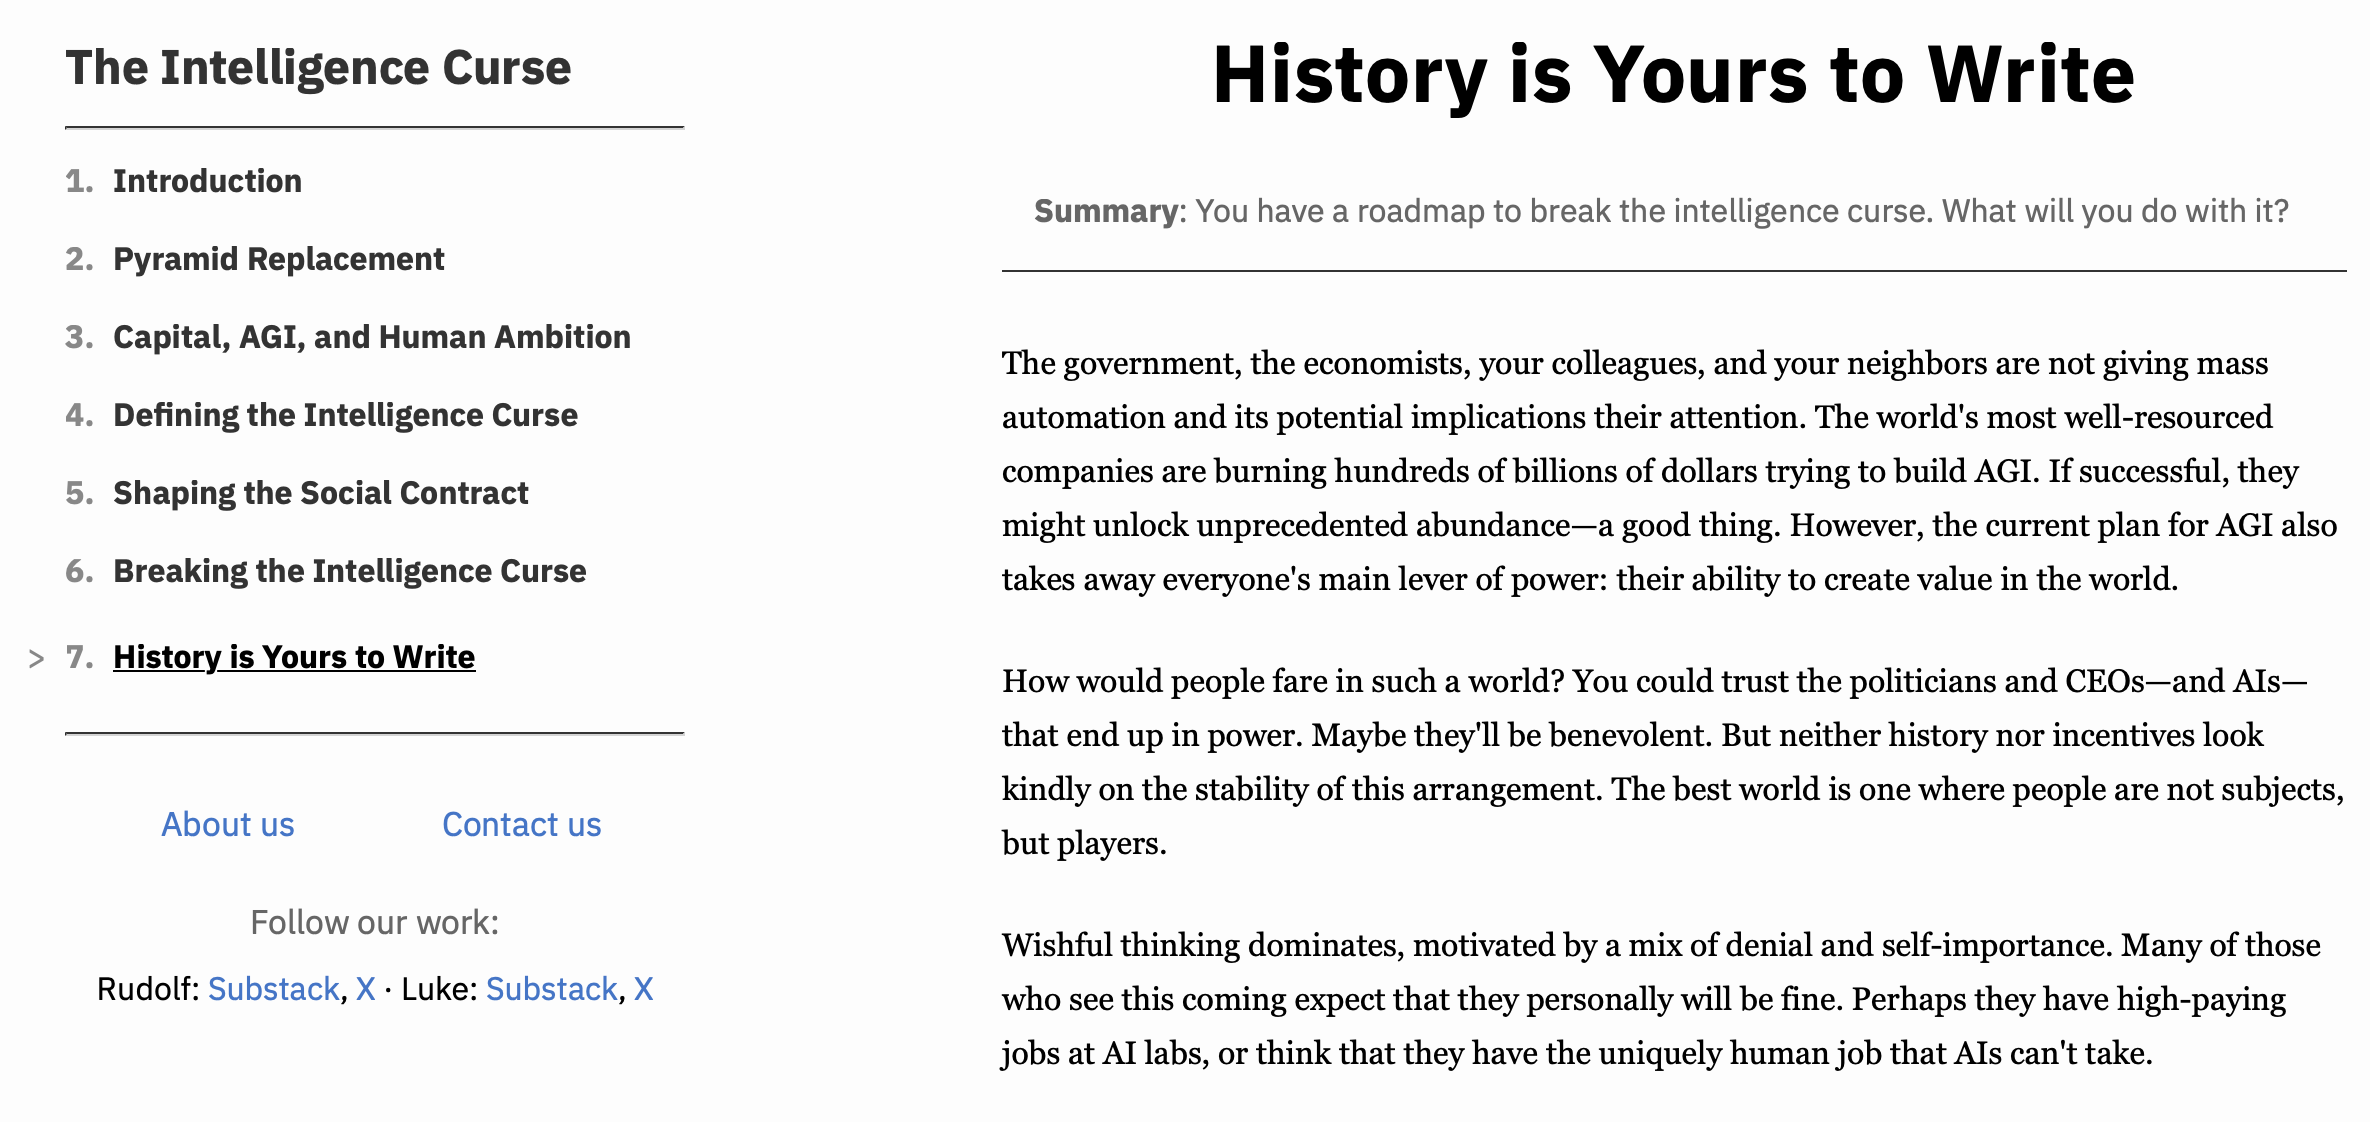 The Intelligence Curse
1. Introduction
2. Pyramid Replacement
3. Capital, AGI, and Human Ambition
4. Defining the Intelligence Curse
5. Shaping the Social Contract
6. Breaking the Intelligence Curse
> 7. History is Yours to Write
About us
Contact us
Follow our work:
Rudolf: Substack, X · Luke: Substack, X
History is Yours to Write
Summary: You have a roadmap to break the intelligence curse. What will you do with it?
The government, the economists, your colleagues, and your neighbors are not giving mass
automation and its potential implications their attention. The world's most well-resourced
companies are burning hundreds of billions of dollars trying to build AGI. If successful, they
might unlock unprecedented abundance—a good thing. However, the current plan for AGI also
takes away everyone's main lever of power: their ability to create value in the world.
How would people fare in such a world? You could trust the politicians and CEOs—and AIs—
that end up in power. Maybe they'll be benevolent. But neither history nor incentives look
kindly on the stability of this arrangement. The best world is one where people are not subjects,
but players.
Wishful thinking dominates, motivated by a mix of denial and self-importance. Many of those
who see this coming expect that they personally will be fine. Perhaps they have high-paying
jobs at AI labs, or think that they have the uniquely human job that AIs can't take.